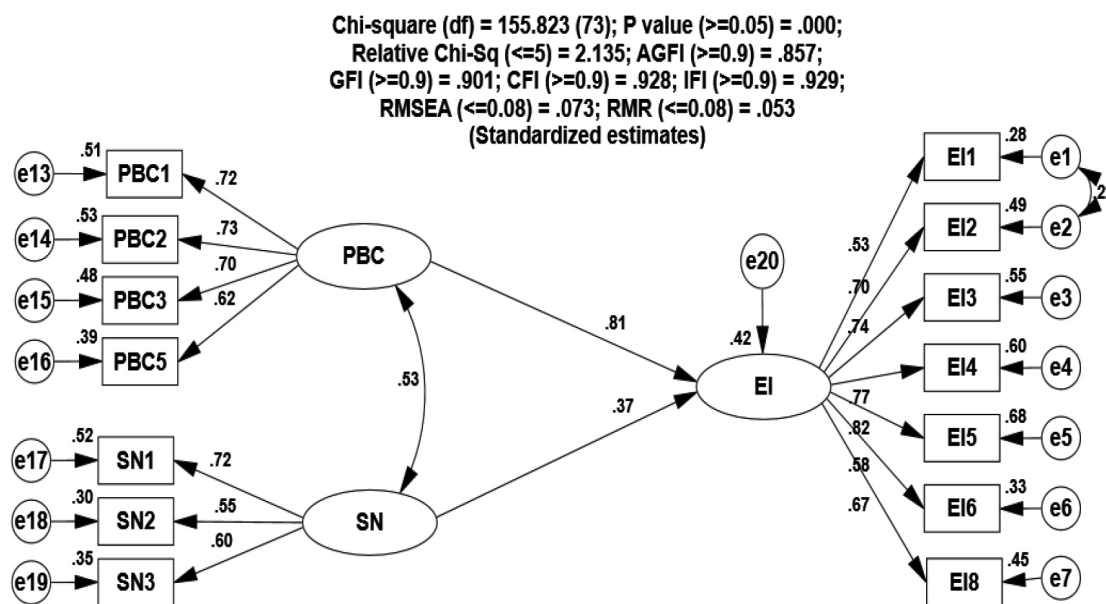 Chi-square (df) = 155.823 (73); P value (>=0.05) = .000;
Relative Chi-Sq (<=5) = 2.135; AGFI (>=0.9) = .857;
GFI (>=0.9) = .901; CFI (>=0.9) = .928; IFI (>=0.9) = .929;
RMSEA (<=0.08) = .073; RMR (<=0.08) = .053
(Standardized estimates)
e13
.51
PBC1
.72
e14
.53
PBC2
.73
e15
.48
PBC3
.70
e16
.39
PBC5
.62
PBC
.53
e17
.52
SN1
.72
e18
.30
SN2
.55
e19
.35
SN3
.60
SN
.81
.37
e20
.42
EI
.53
.70
.74
.77
.82
.58
.67
EI1
.28
e1
.2
EI2
.49
e2
EI3
.55
e3
EI4
.60
e4
EI5
.68
e5
EI6
.33
e6
EI8
.45
e7